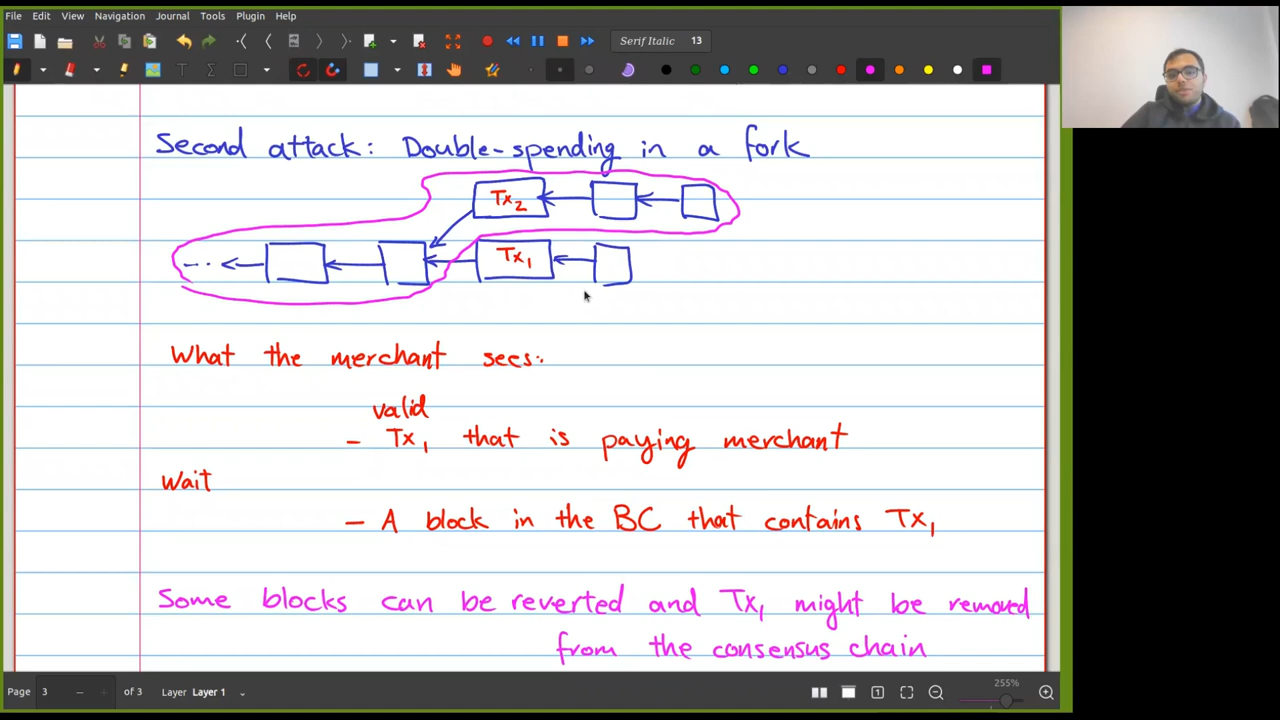 File Edit View Navigation Journal Tools Plugin Help
Serif Italic 13
Second attack: Double-spending in a fork
Tx2
... Tx1
What the merchant sees:
valid
- Tx1 that is paying merchant
Wait
- A block in the BC that contains Tx1
Some blocks can be reverted and Tx1 might be removed
from the consensus chain
Page 3 − + of 3 Layer Layer 1 255%